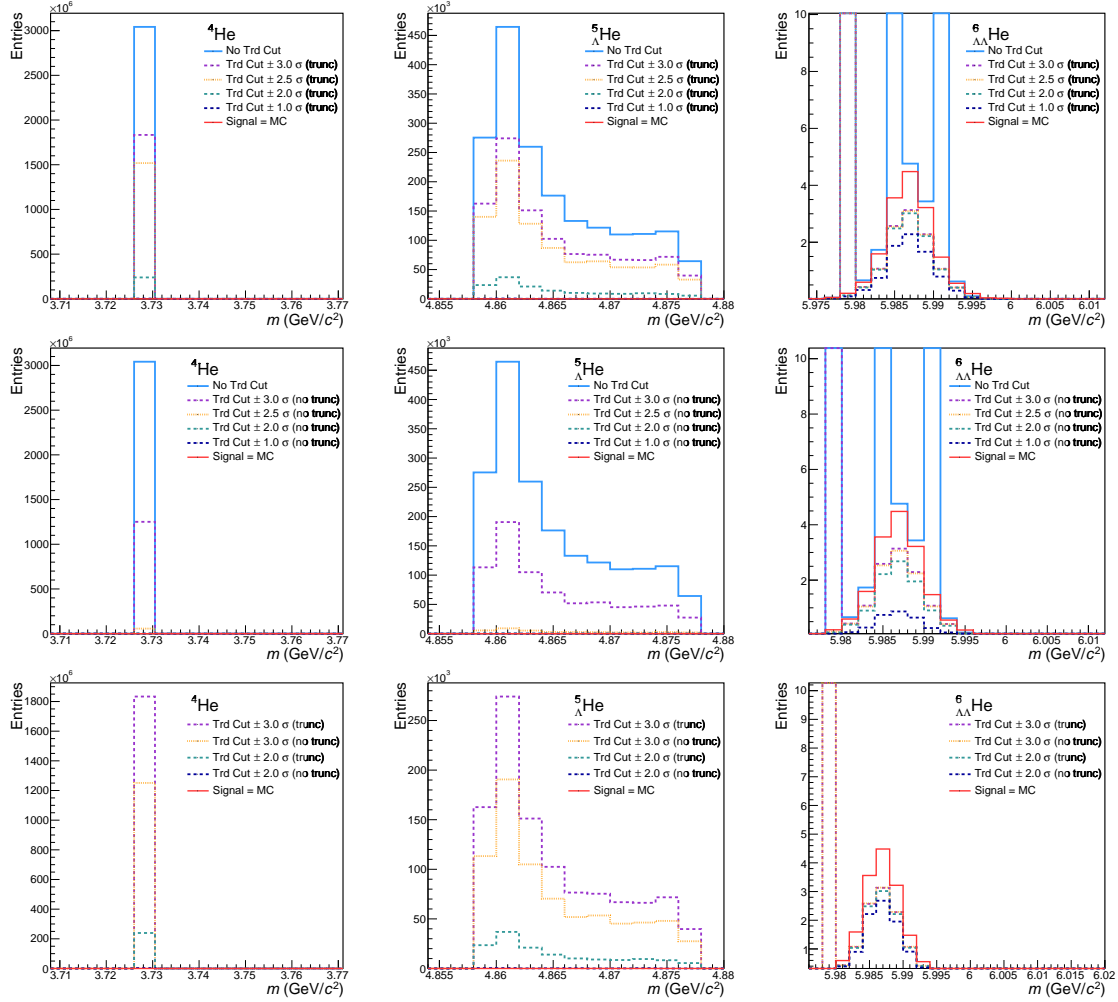 ×10⁶
Entries
3000
2500
2000
1500
1000
500
0
⁴He
No Trd Cut
Trd Cut ± 3.0 σ (trunc)
Trd Cut ± 2.5 σ (trunc)
Trd Cut ± 2.0 σ (trunc)
Trd Cut ± 1.0 σ (trunc)
Signal = MC
3.71 3.72 3.73 3.74 3.75 3.76 3.77
m (GeV/c²)
×10³
Entries
450
400
350
300
250
200
150
100
50
0
⁵ΛHe
No Trd Cut
Trd Cut ± 3.0 σ (trunc)
Trd Cut ± 2.5 σ (trunc)
Trd Cut ± 2.0 σ (trunc)
Trd Cut ± 1.0 σ (trunc)
Signal = MC
4.855 4.86 4.865 4.87 4.875 4.88
m (GeV/c²)
Entries
10
8
6
4
2
⁶ΛΛHe
No Trd Cut
Trd Cut ± 3.0 σ (trunc)
Trd Cut ± 2.5 σ (trunc)
Trd Cut ± 2.0 σ (trunc)
Trd Cut ± 1.0 σ (trunc)
Signal = MC
5.975 5.98 5.985 5.99 5.995 6 6.005 6.01
m (GeV/c²)
×10⁶
Entries
3000
2500
2000
1500
1000
500
0
⁴He
No Trd Cut
Trd Cut ± 3.0 σ (no trunc)
Trd Cut ± 2.5 σ (no trunc)
Trd Cut ± 2.0 σ (no trunc)
Trd Cut ± 1.0 σ (no trunc)
Signal = MC
3.71 3.72 3.73 3.74 3.75 3.76 3.77
m (GeV/c²)
×10³
Entries
450
400
350
300
250
200
150
100
50
0
⁵ΛHe
No Trd Cut
Trd Cut ± 3.0 σ (no trunc)
Trd Cut ± 2.5 σ (no trunc)
Trd Cut ± 2.0 σ (no trunc)
Trd Cut ± 1.0 σ (no trunc)
Signal = MC
4.855 4.86 4.865 4.87 4.875 4.88
m (GeV/c²)
Entries
10
8
6
4
2
⁶ΛΛHe
No Trd Cut
Trd Cut ± 3.0 σ (no trunc)
Trd Cut ± 2.5 σ (no trunc)
Trd Cut ± 2.0 σ (no trunc)
Trd Cut ± 1.0 σ (no trunc)
Signal = MC
5.98 5.985 5.99 5.995 6 6.005 6.01
m (GeV/c²)
×10⁶
Entries
1800
1600
1400
1200
1000
800
600
400
200
0
⁴He
Trd Cut ± 3.0 σ (trunc)
Trd Cut ± 3.0 σ (no trunc)
Trd Cut ± 2.0 σ (trunc)
Trd Cut ± 2.0 σ (no trunc)
Signal = MC
3.71 3.72 3.73 3.74 3.75 3.76 3.77
m (GeV/c²)
×10³
Entries
250
200
150
100
50
0
⁵ΛHe
Trd Cut ± 3.0 σ (trunc)
Trd Cut ± 3.0 σ (no trunc)
Trd Cut ± 2.0 σ (trunc)
Trd Cut ± 2.0 σ (no trunc)
Signal = MC
4.855 4.86 4.865 4.87 4.875 4.88
m (GeV/c²)
Entries
10
9
8
7
6
5
4
3
2
1
⁶ΛΛHe
Trd Cut ± 3.0 σ (trunc)
Trd Cut ± 3.0 σ (no trunc)
Trd Cut ± 2.0 σ (trunc)
Trd Cut ± 2.0 σ (no trunc)
Signal = MC
5.98 5.985 5.99 5.995 6 6.005 6.01 6.015 6.02
m (GeV/c²)